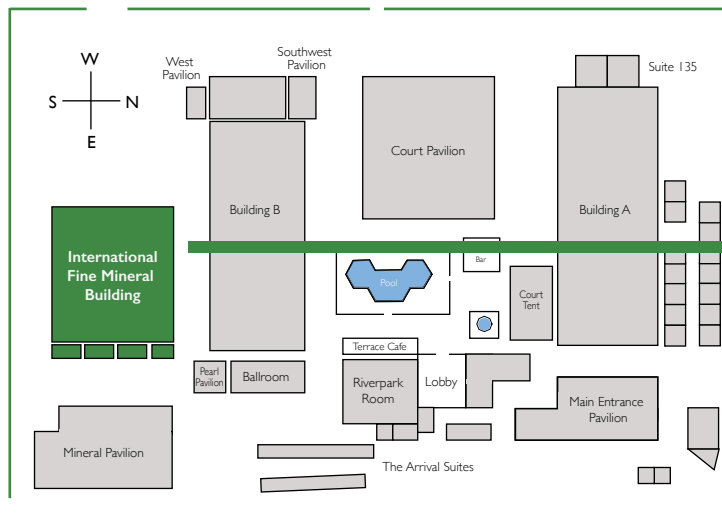 W
S
N
E
West
Pavilion
Southwest
Pavilion
Suite 135
Court Pavilion
Building B
Building A
International
Fine Mineral
Building
Bar
Pool
Court
Tent
Terrace Cafe
Pearl
Pavilion
Ballroom
Riverpark
Room
Lobby
Main Entrance
Pavilion
Mineral Pavilion
The Arrival Suites